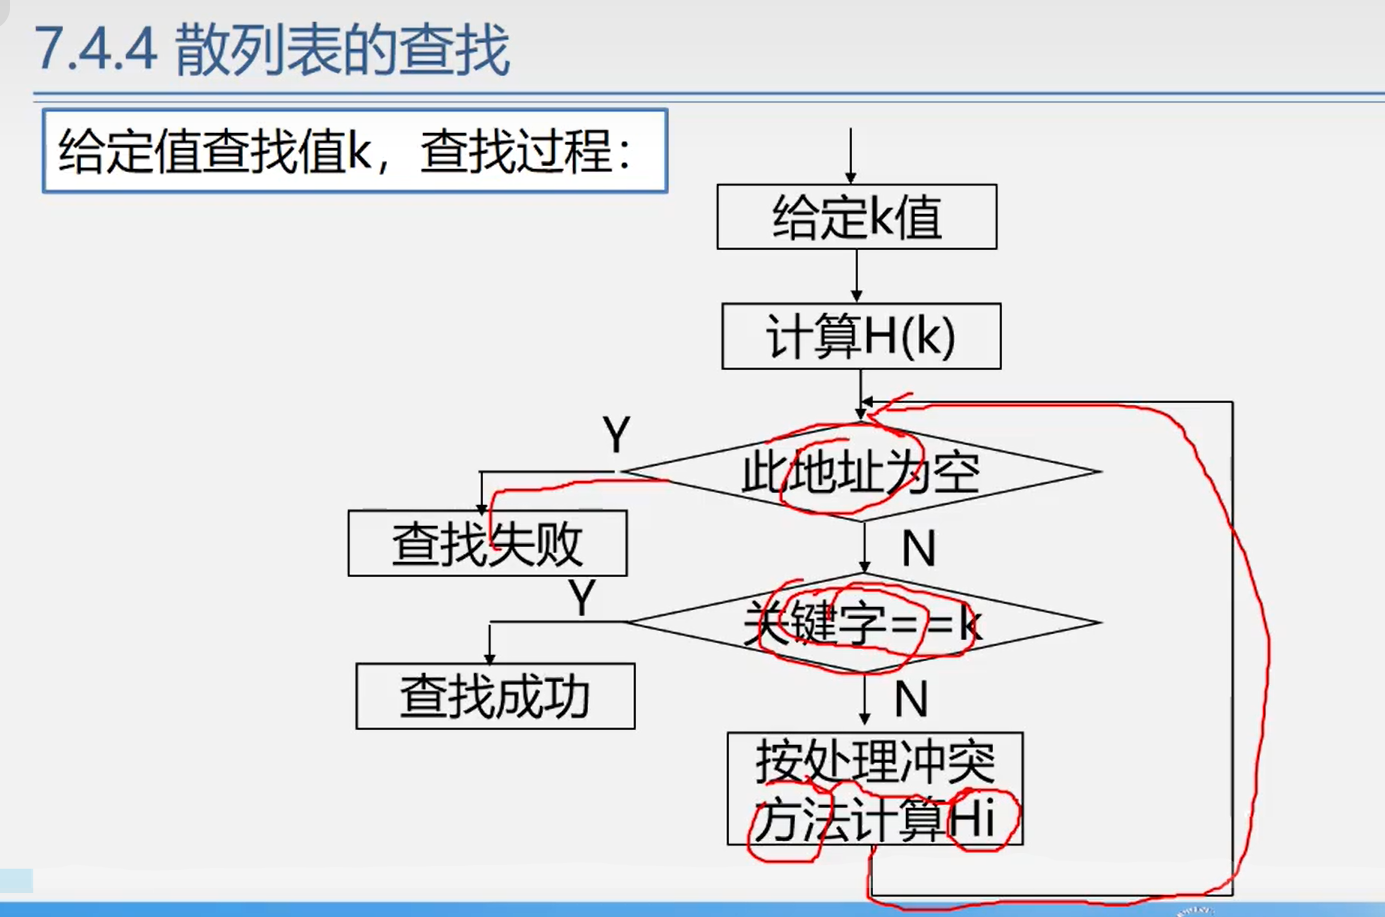 7.4.4 散列表的查找
给定值查找值k，查找过程：
给定k值
计算H(k)
Y
此地址为空
查找失败
N
Y
关键字==k
查找成功
N
按处理冲突
方法计算Hi